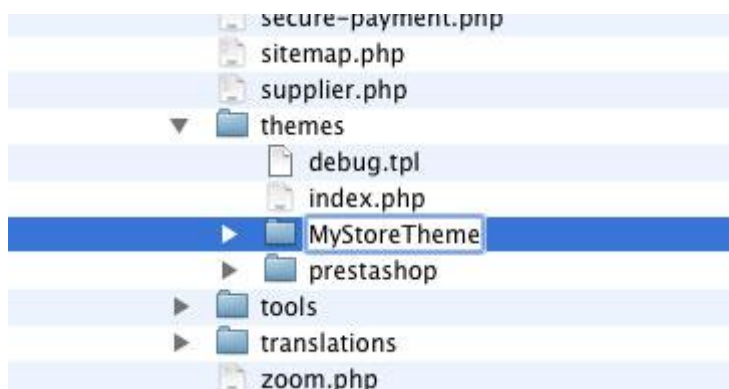 secure-payment.php
sitemap.php
supplier.php
themes
debug.tpl
index.php
MyStoreTheme
prestashop
tools
translations
zoom.php